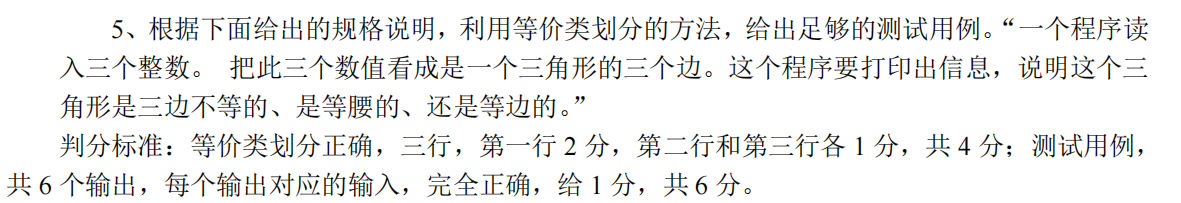 5、根据下面给出的规格说明，利用等价类划分的方法，给出足够的测试用例。“一个程序读
入三个整数。 把此三个数值看成是一个三角形的三个边。这个程序要打印出信息，说明这个三
角形是三边不等的、是等腰的、还是等边的。”
判分标准：等价类划分正确，三行，第一行 2 分，第二行和第三行各 1 分，共 4 分；测试用例，
共 6 个输出，每个输出对应的输入，完全正确，给 1 分，共 6 分。